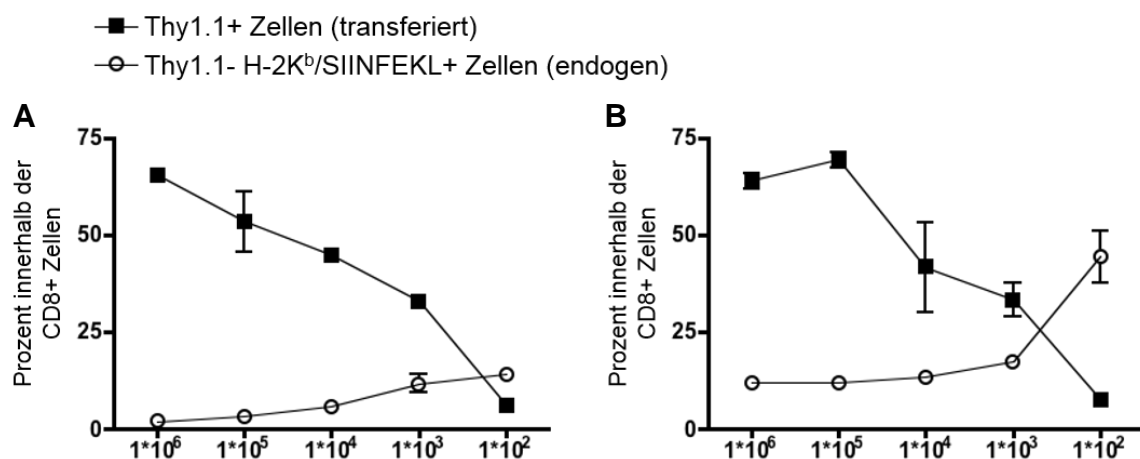 Thy1.1+ Zellen (transferiert)
Thy1.1- H-2Kᵇ/SIINFEKL+ Zellen (endogen)
A
Prozent innerhalb der
CD8+ Zellen
75
50
25
0
1*10⁶ 1*10⁵ 1*10⁴ 1*10³ 1*10²
B
Prozent innerhalb der
CD8+ Zellen
75
50
25
0
1*10⁶ 1*10⁵ 1*10⁴ 1*10³ 1*10²